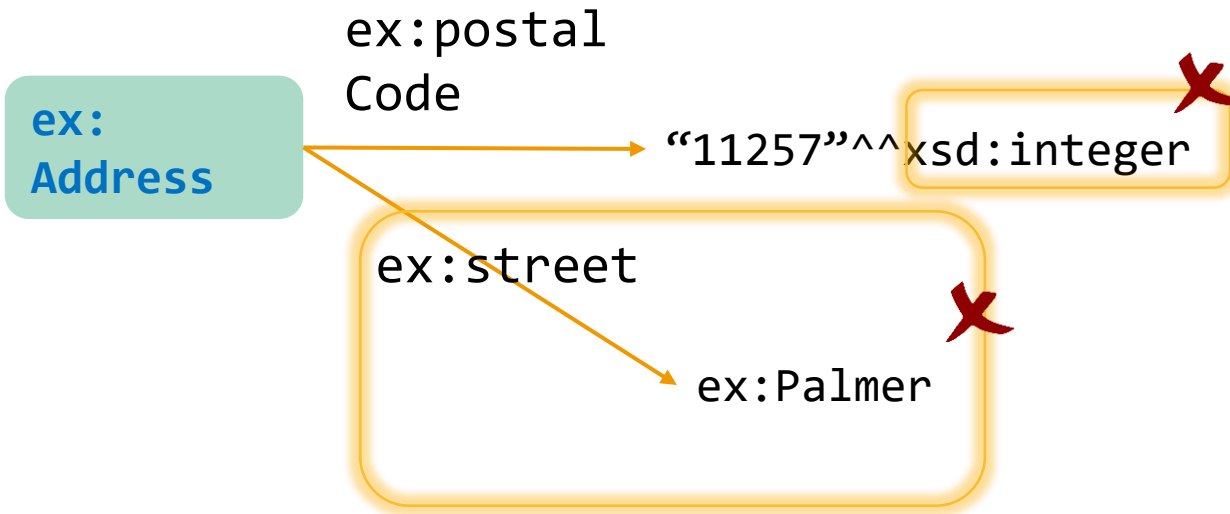 ex:postal
Code
ex:
Address
“11257”^^xsd:integer
ex:street
ex:Palmer